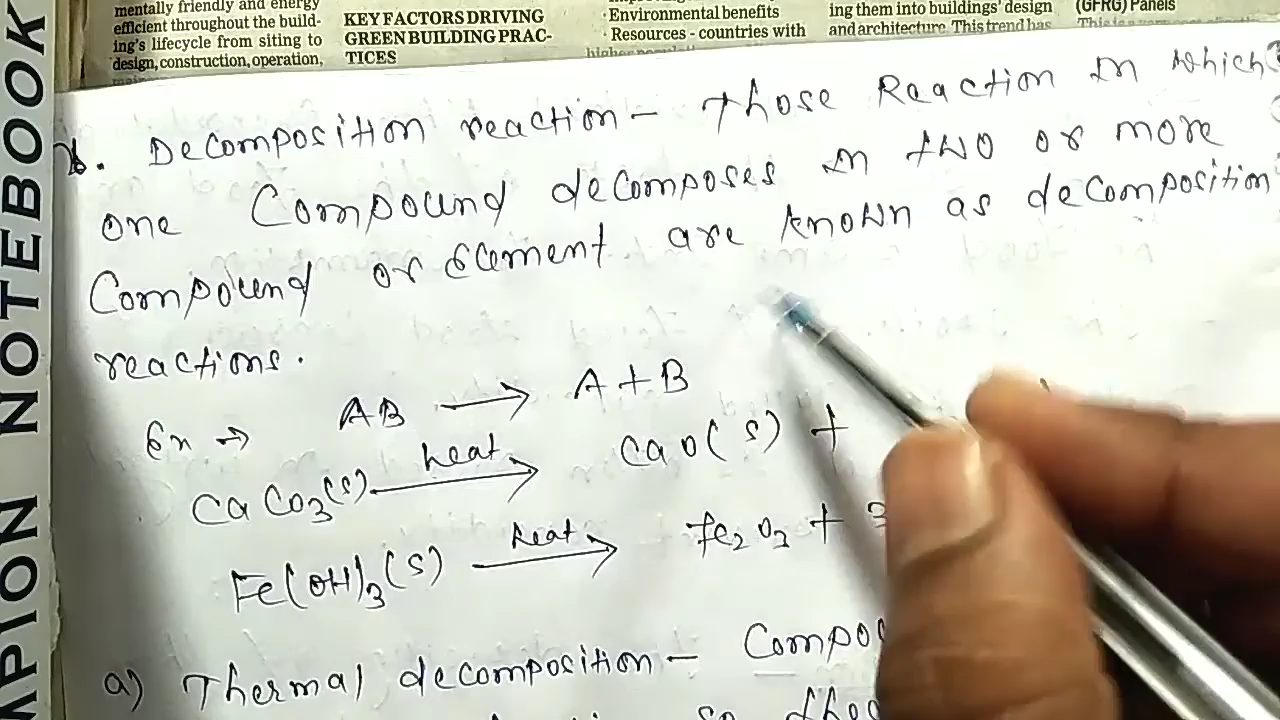 mentally friendly and energy
efficient throughout the build-
ing's lifecycle from siting to
design, construction, operation,
KEY FACTORS DRIVING
GREEN BUILDING PRAC-
TICES
· Environmental benefits
· Resources - countries with
ing them into buildings' design
and architecture. This trend has
(GFRG) Panels
MPION NOTEBOOK
Decomposition reaction - Those Reaction in which
one Compound decomposes in two or more
Compound or element are known as decomposition
reactions.
Ex → AB → A + B
CaCo₃(s) heat → CaO(s) +
Fe(OH)₃(s) heat → Fe₂O₃ + 3
a) Thermal decomposition - Compo